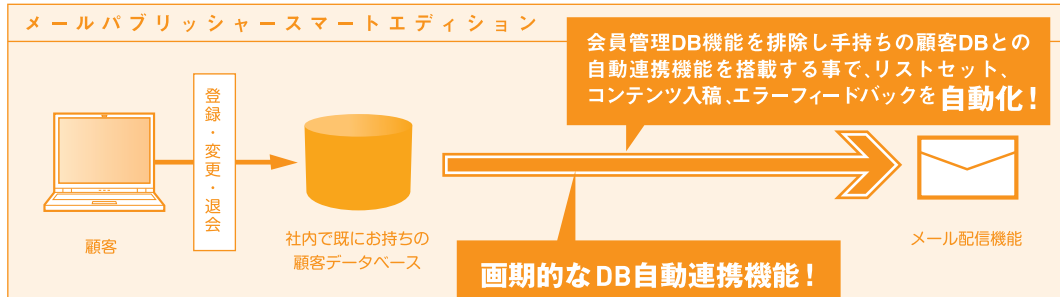 メールパブリッシャースマートエディション
会員管理DB機能を排除し手持ちの顧客DBとの
自動連携機能を搭載する事で、リストセット、
コンテンツ入稿、エラーフィードバックを自動化！
登録・変更・退会
顧客
社内で既にお持ちの
顧客データベース
メール配信機能
画期的なDB自動連携機能！